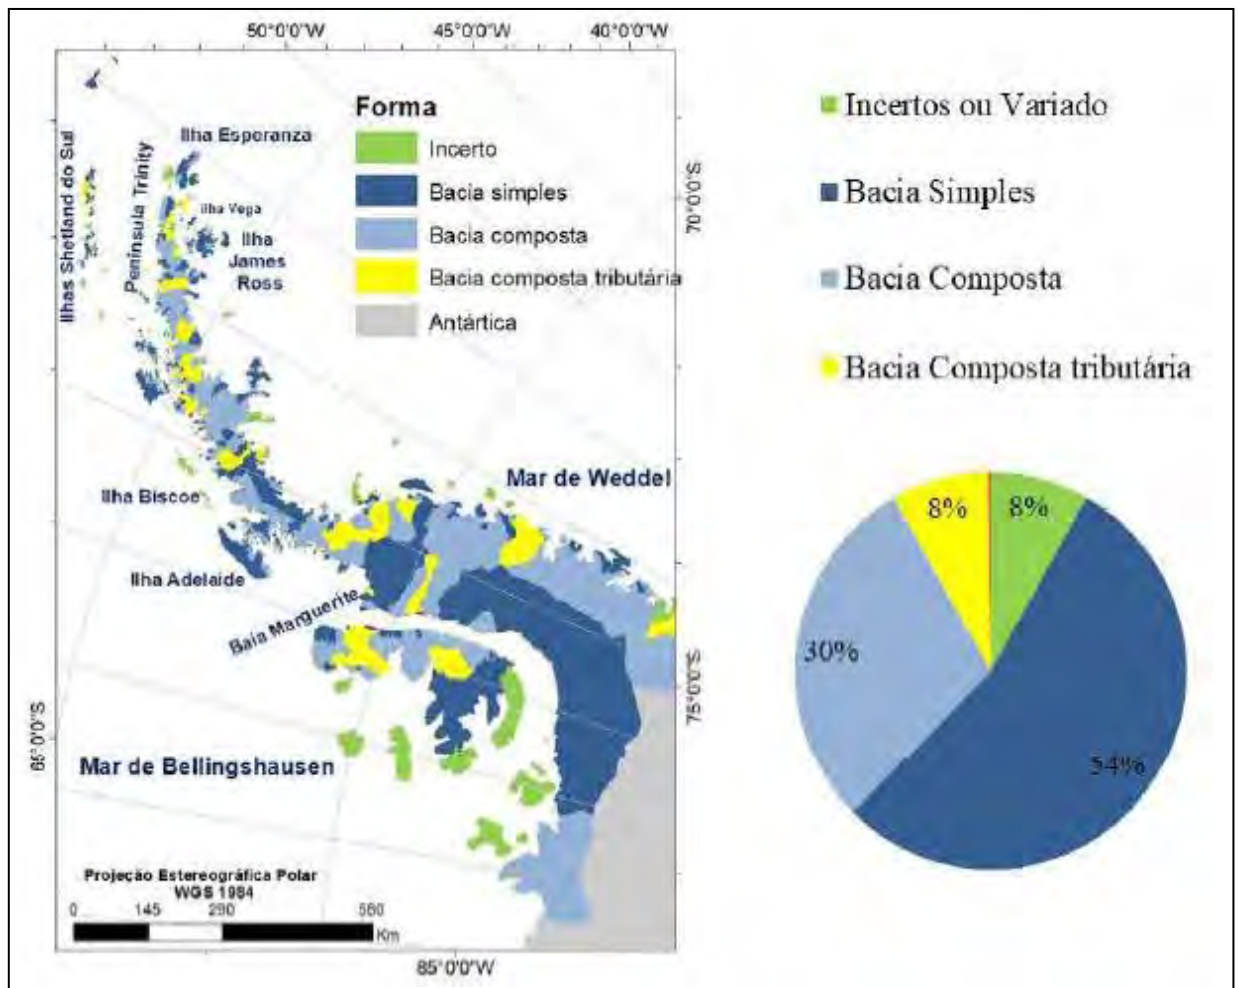 50°0'0"W 45°0'0"W 40°0'0"W
Forma
Incerto
Bacia simples
Bacia composta
Bacia composta tributária
Antártica
Ilhas Shetland do Sul
Península Trinity
Ilha Esperanza
Ilha Vega
Ilha
James
Ross
70°0'0"S
Mar de Weddel
Ilha Biscoe
Ilha Adelaide
Baia Marguerite
75°0'0"S
65°0'0"S
Mar de Bellingshausen
Projeção Estereográfica Polar
WGS 1984
0 145 290 580
Km
85°0'0"W
Incertos ou Variado
Bacia Simples
Bacia Composta
Bacia Composta tributária
8% 8%
30%
54%